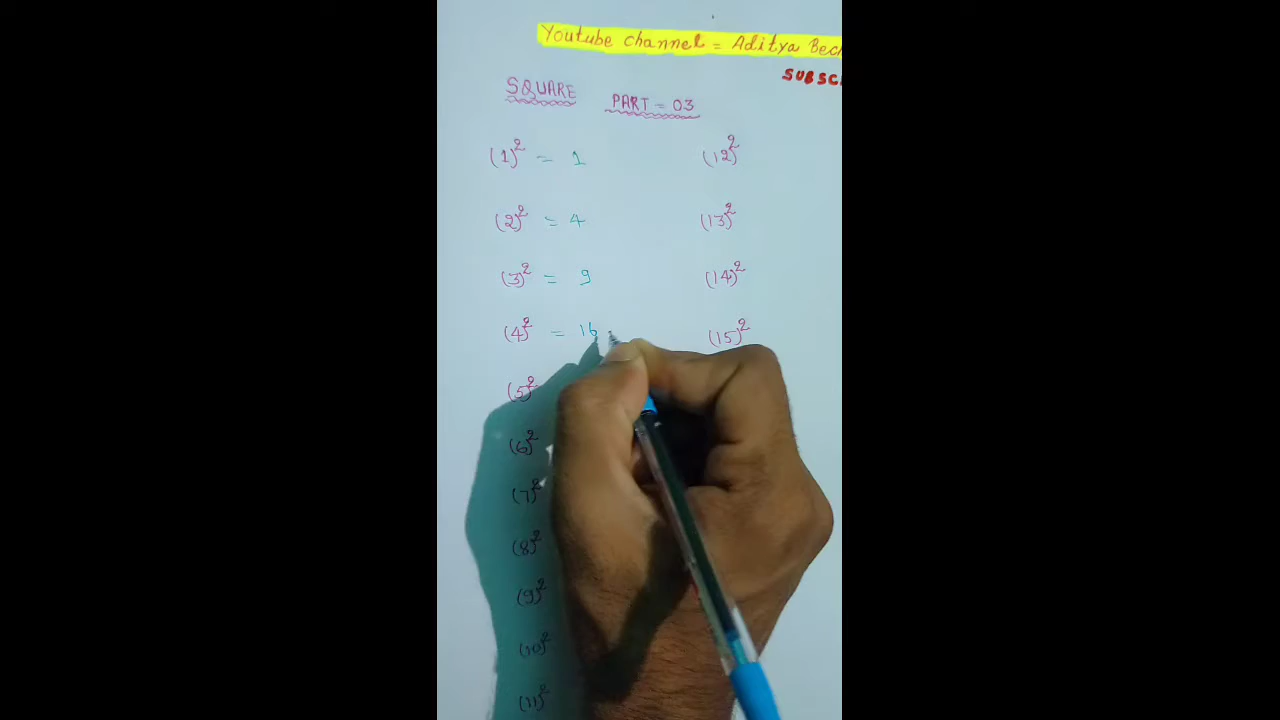 Youtube channel = Aditya
SQUARE PART = 03
(1)² = 1
(2)² = 4
(3)² = 9
(4)² = 16
(5)²
(6)²
(7)²
(8)²
(9)²
(10)²
(11)²
(12)²
(13)²
(14)²
(15)²